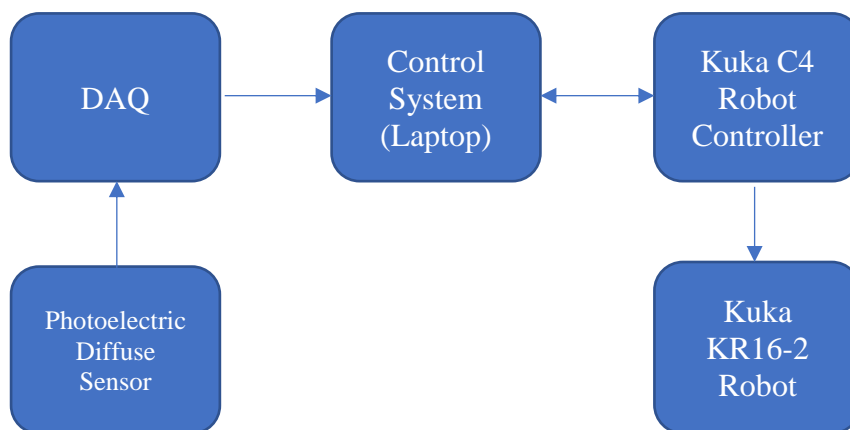 DAQ
Control
System
(Laptop)
Kuka C4
Robot
Controller
Photoelectric
Diffuse
Sensor
Kuka
KR16-2
Robot